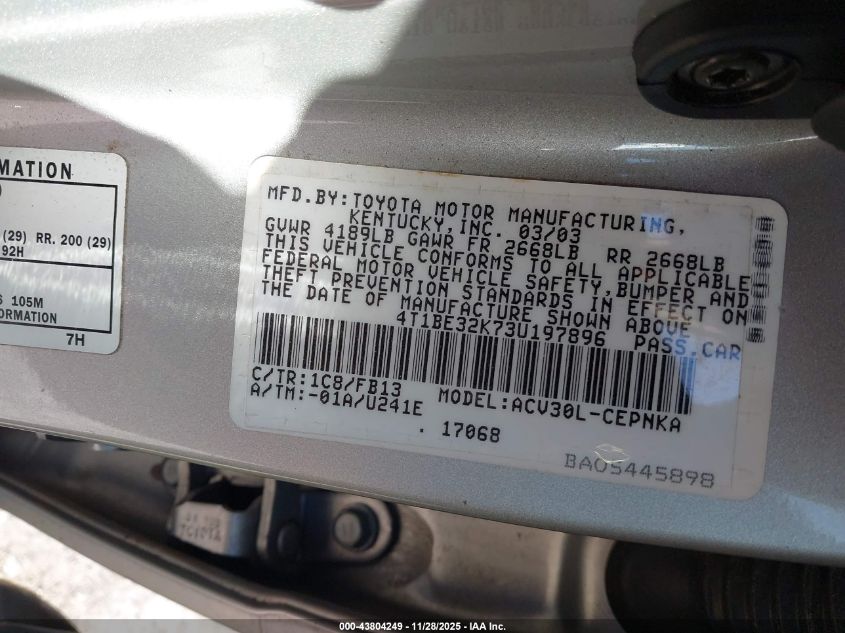 RMATION
(29) RR. 200 (29)
92H
105M
FORMATION
7H
MFD.BY:TOYOTA MOTOR MANUFACTURING,
KENTUCKY,INC. 03/03
GVWR 4189LB GAWR FR 2668LB RR 2668LB
THIS VEHICLE CONFORMS TO ALL APPLICABLE
FEDERAL MOTOR VEHICLE SAFETY,BUMPER AND
THEFT PREVENTION STANDARDS IN EFFECT ON
THE DATE OF MANUFACTURE SHOWN ABOVE
4T1BE32K73U197896 PASS.CAR
C/TR:1C8/FB13
A/TM:-01A/U241E MODEL:ACV30L-CEPNKA
. 17068
BA05445898
000-43804249 — 11/28/2025 — IAA Inc.